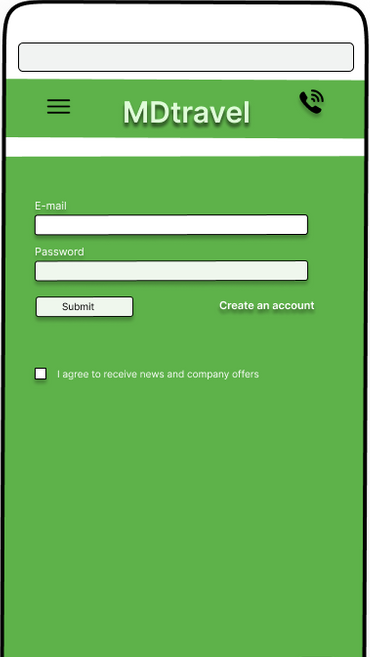 MDtravel
E-mail
Password
Submit
Create an account
I agree to receive news and company offers